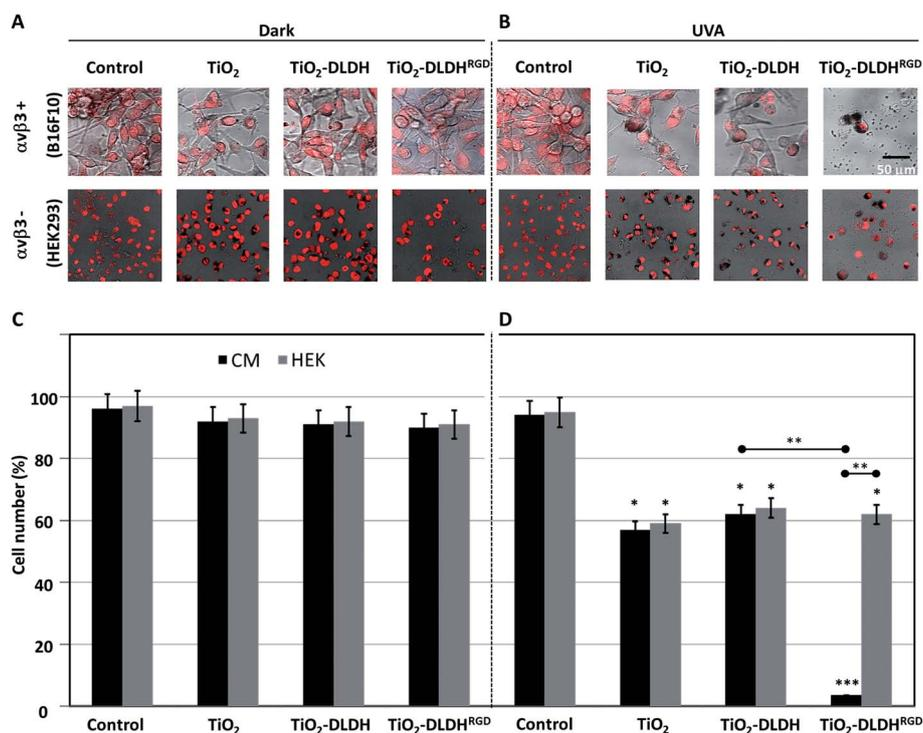 A
B
Dark
UVA
Control TiO₂ TiO₂-DLDH TiO₂-DLDHᴿᴳᴰ Control TiO₂ TiO₂-DLDH TiO₂-DLDHᴿᴳᴰ
αvβ3+
(B16F10)
50 µm
αvβ3-
(HEK293)
C
D
CM HEK
Cell number (%)
100
80
60
40
20
0
**
**
* * * * *
***
Control TiO₂ TiO₂-DLDH TiO₂-DLDHᴿᴳᴰ Control TiO₂ TiO₂-DLDH TiO₂-DLDHᴿᴳᴰ